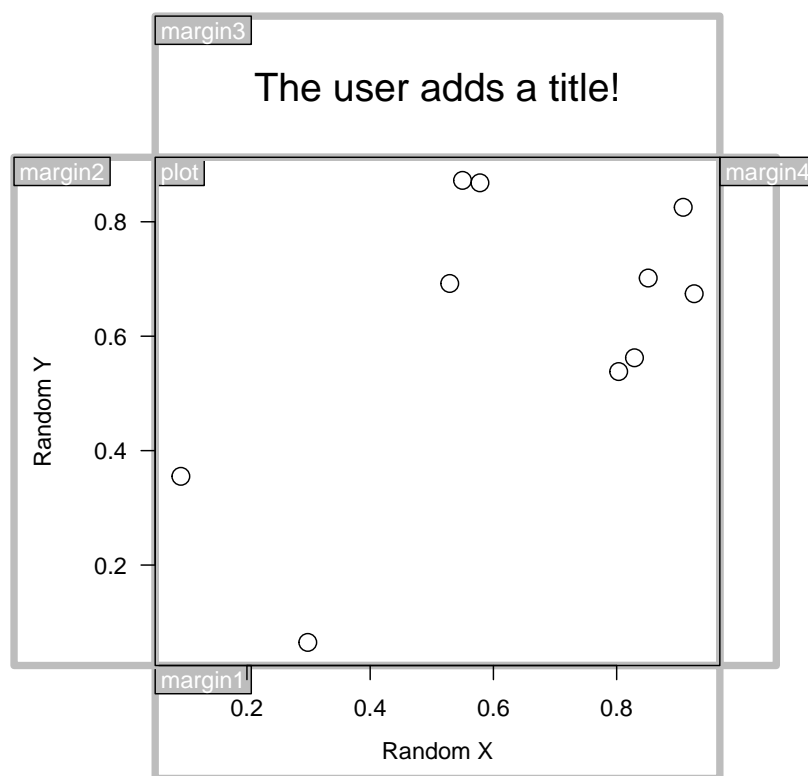 margin3
The user adds a title!
margin2
plot
margin4
0.8
0.6
0.4
0.2
Random Y
margin1
0.2 0.4 0.6 0.8
Random X